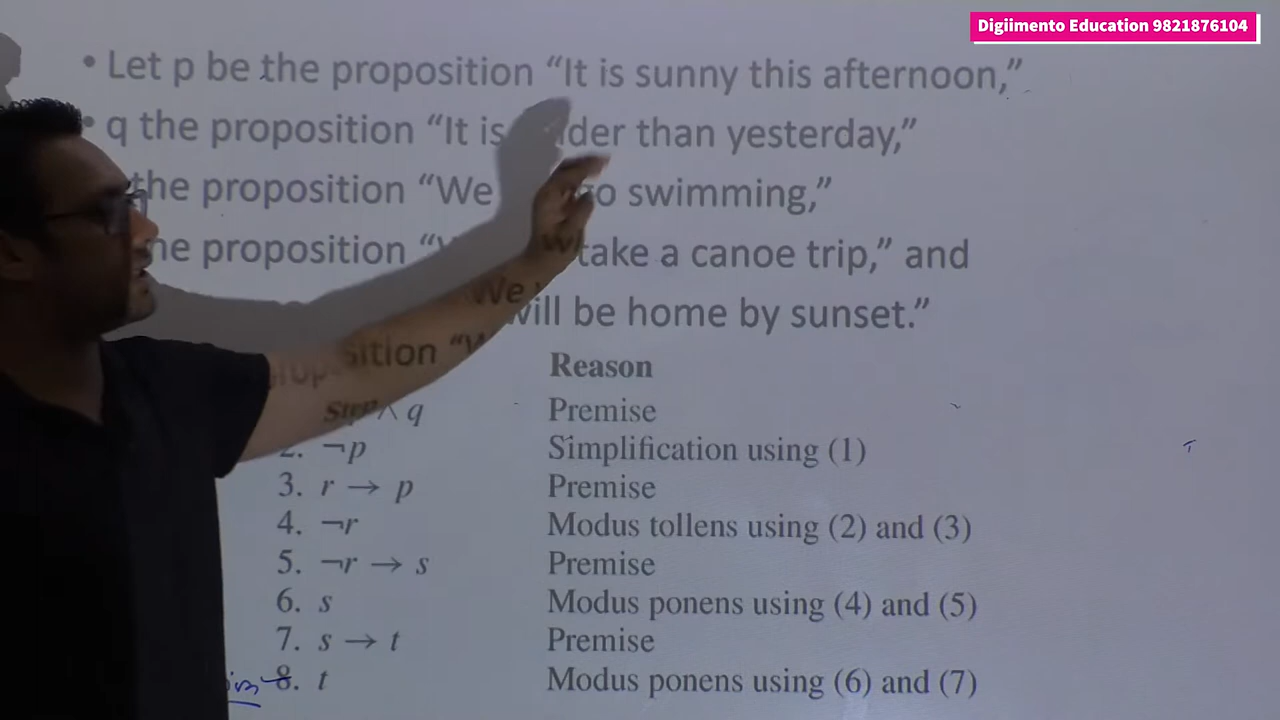 Digiimento Education 9821876104
• Let p be the proposition “It is sunny this afternoon,”
• q the proposition “It is than yesterday,”
the proposition “We go swimming,”
proposition take a canoe trip,” and
We will be home by sunset.”
Reason
∧ q Premise
2. ¬p Simplification using (1)
3. r → p Premise
4. ¬r Modus tollens using (2) and (3)
5. ¬r → s Premise
6. s Modus ponens using (4) and (5)
7. s → t Premise
8. t Modus ponens using (6) and (7)